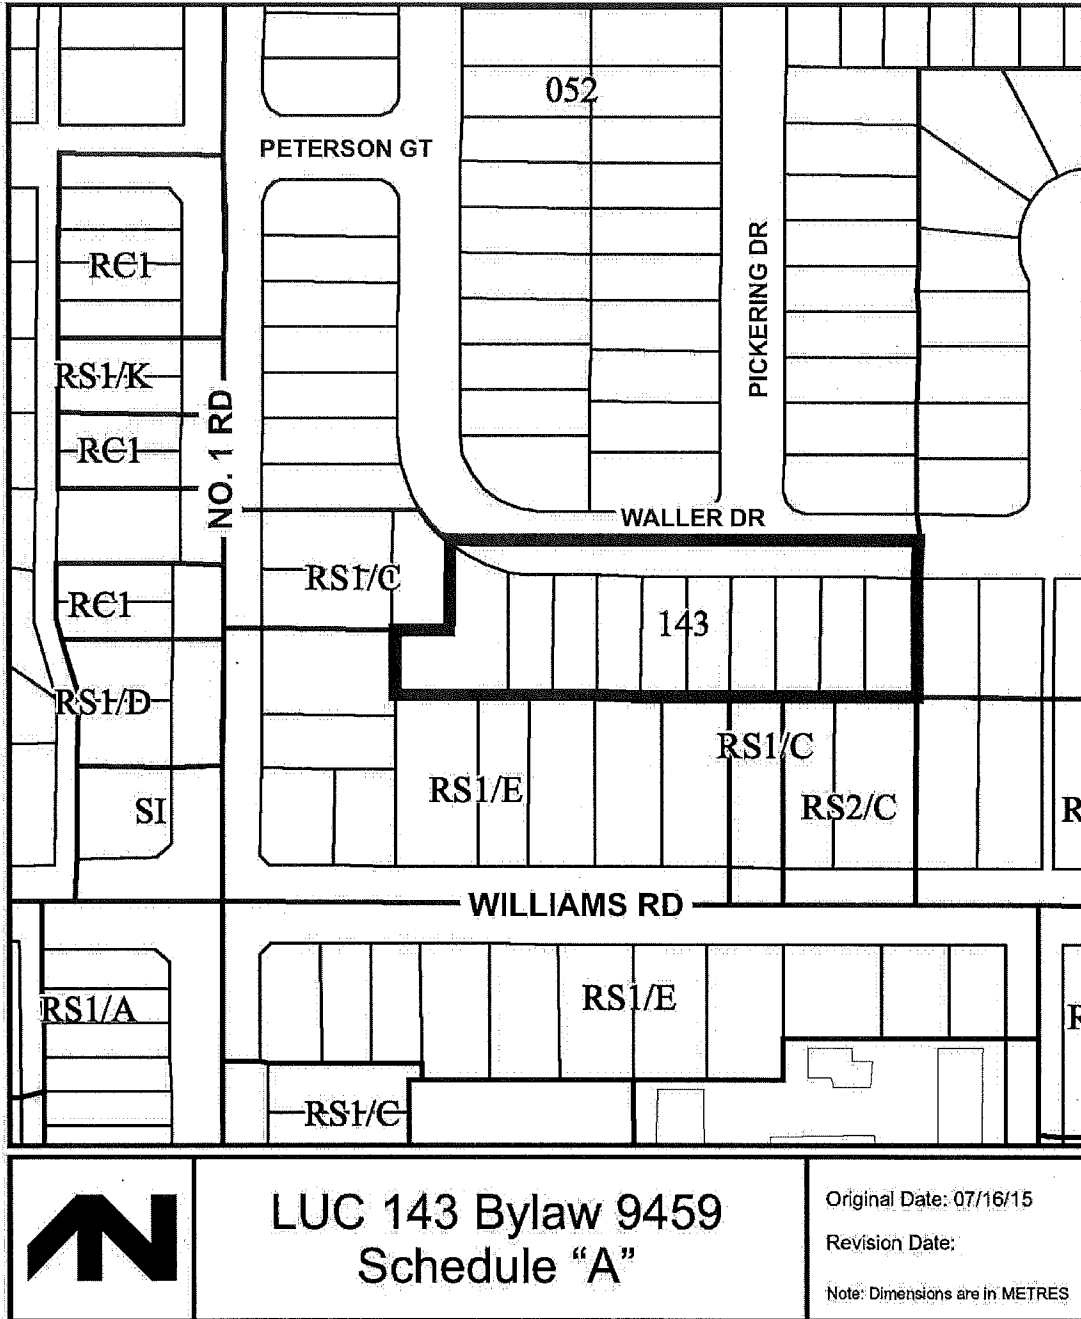 052
PETERSON GT
RC1
PICKERING DR
RS1/K
NO. 1 RD
RC1
WALLER DR
RS1/C
RC1
143
RS1/D
RS1/C
RS1/E
RS2/C
SI
R
WILLIAMS RD
RS1/E
RS1/A
R
RS1/C
LUC 143 Bylaw 9459
Schedule “A”
Original Date: 07/16/15
Revision Date:
Note: Dimensions are in METRES